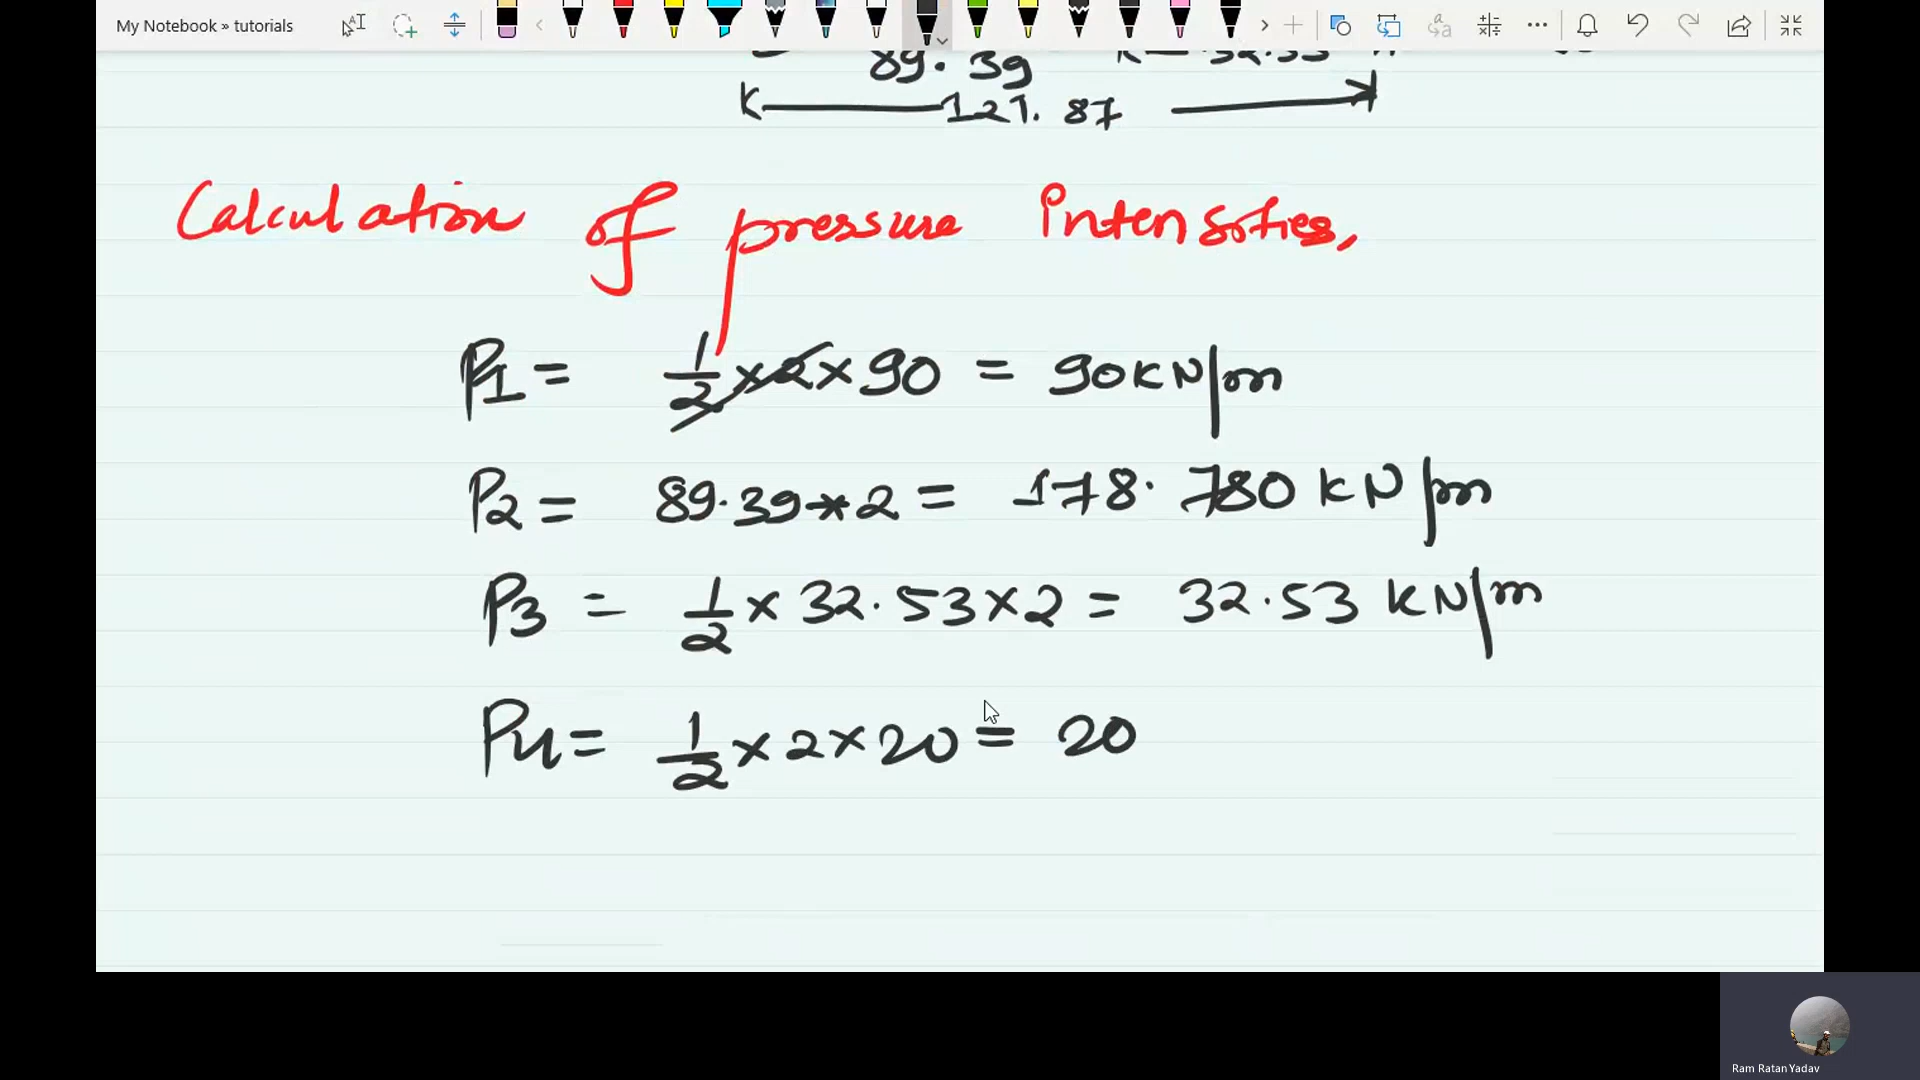 My Notebook » tutorials
89.39
32.53
121.87
Calculation of pressure Intensities,
P1 = 1/2 × 2 × 90 = 90 kN/m
P2 = 89.39 * 2 = 178.780 kN/m
P3 = 1/2 × 32.53 × 2 = 32.53 kN/m
P4 = 1/2 × 2 × 20 = 20
Ram Ratan Yadav